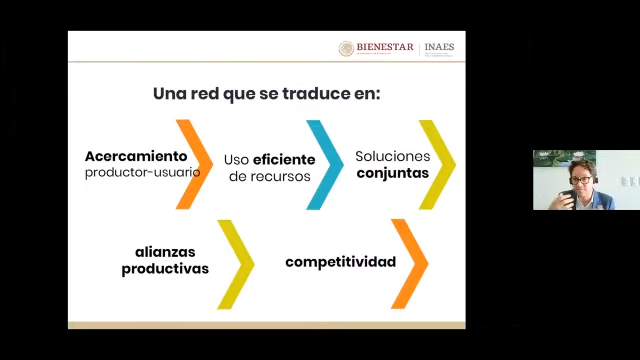 BIENESTAR
INAES
Una red que se traduce en:
Acercamiento
productor-usuario
Uso eficiente
de recursos
Soluciones
conjuntas
alianzas
productivas
competitividad